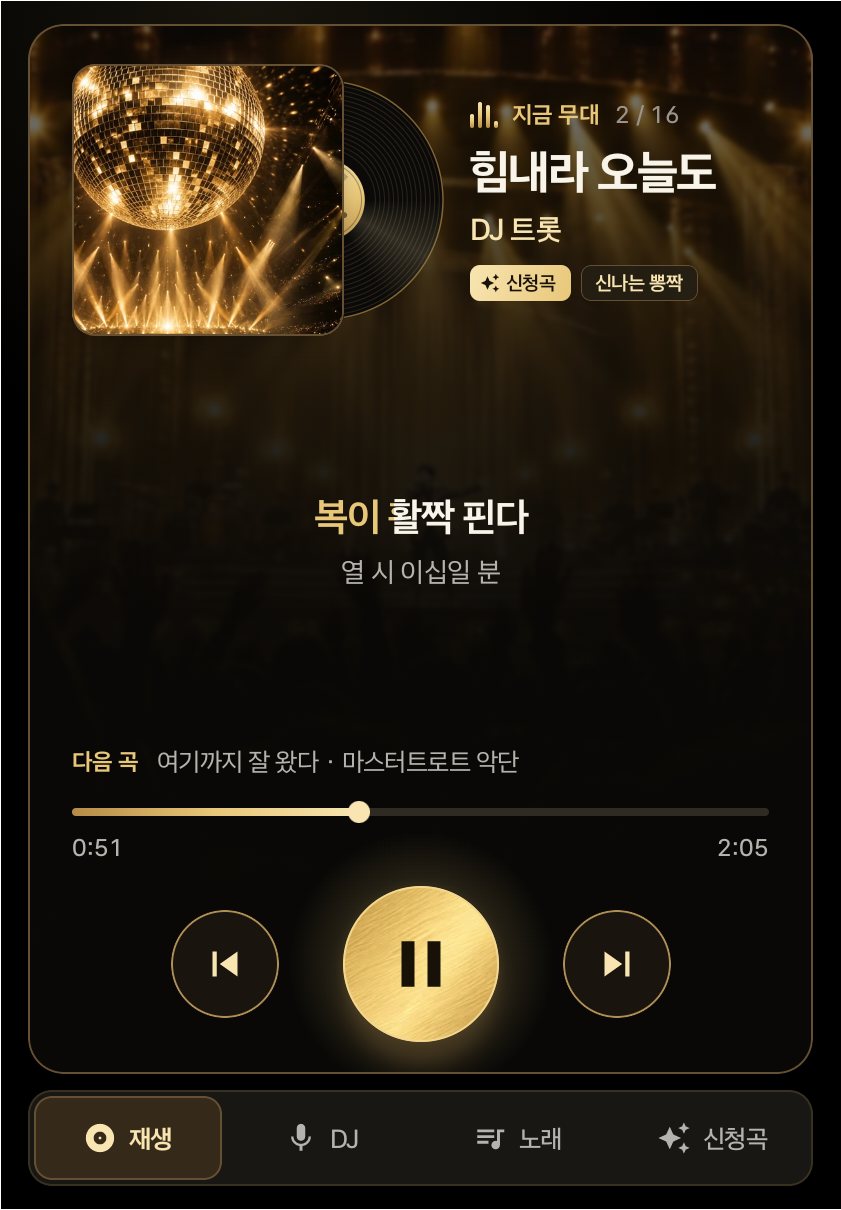 지금 무대 2 / 16
힘내라 오늘도
DJ 트롯
신청곡 신나는 뽕짝
복이 활짝 핀다
열 시 이십일 분
다음 곡 여기까지 잘 왔다 · 마스터트로트 악단
0:51 2:05
재생 DJ 노래 신청곡